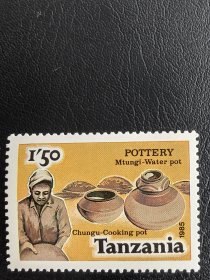 1'50
POTTERY
Mtungi-Water pot
Chungu-Cooking pot
1985
Tanzania